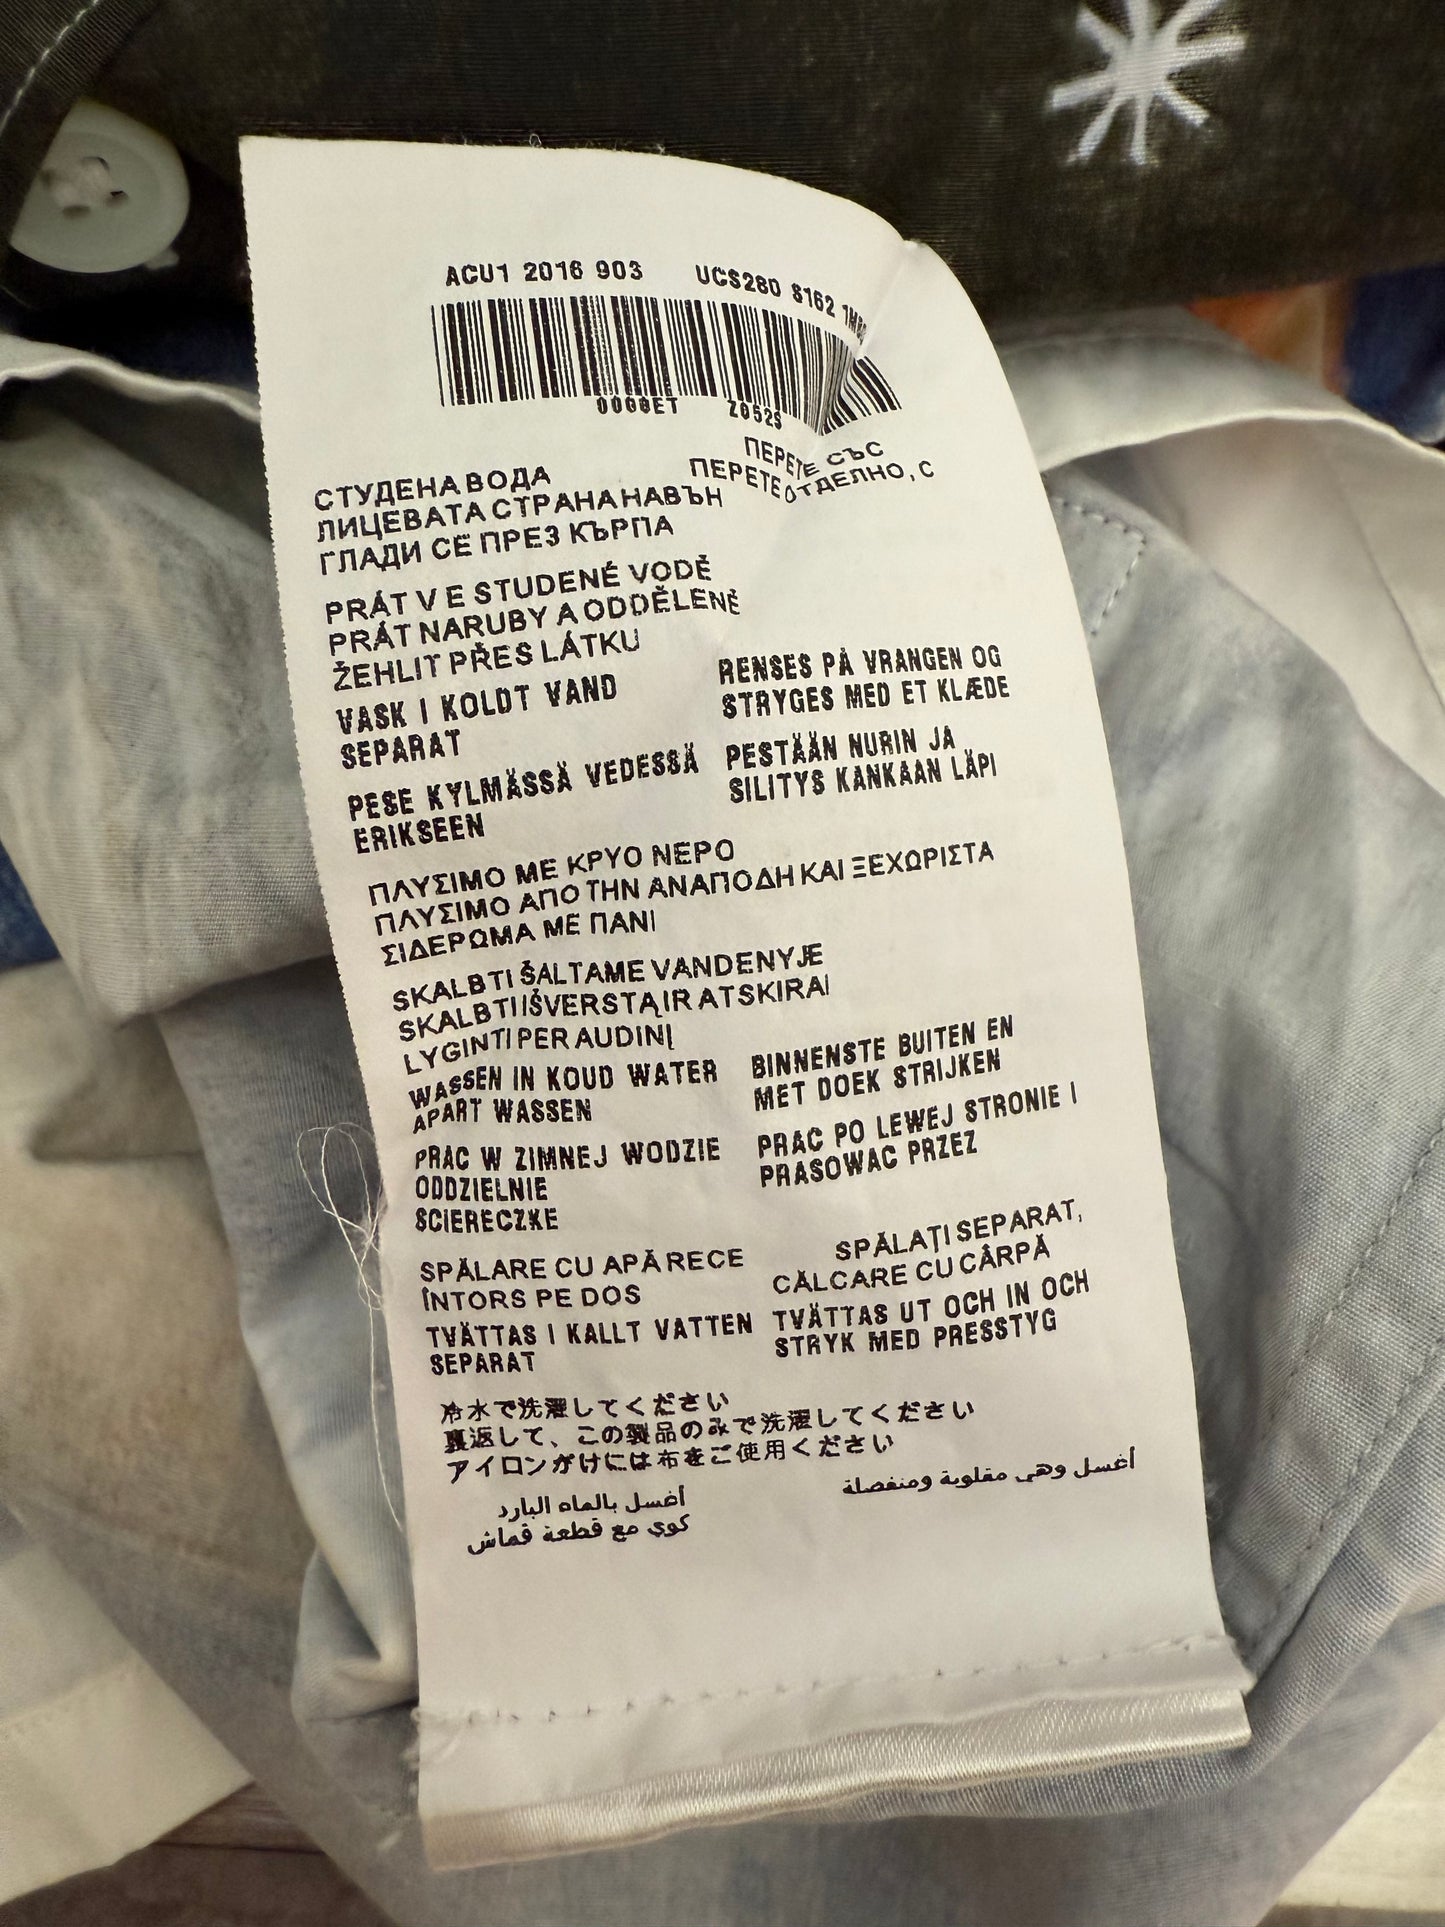 ACU1 2016 903 UCS280 S162
0008ET Z0525
ПЕРЕТЕ СЪС
СТУДЕНА ВОДА ПЕРЕТЕ ОТДЕЛНО, С
ЛИЦЕВАТА СТРАНА НАВЪН
ГЛАДИ СЕ ПРЕЗ КЪРПА
PRÁT V E STUDENÉ VODĚ
PRÁT NARUBY A ODDĚLENĚ
ŽEHLIT PŘES LÁTKU
VASK I KOLDT VAND
SEPARAT
RENSES PÅ VRANGEN OG
STRYGES MED ET KLÆDE
PESE KYLMÄSSÄ VEDESSÄ
ERIKSEEN
PESTÄÄN NURIN JA
SILITYS KANKAAN LÄPI
ΠΛΥΣΙΜΟ ΜΕ ΚΡΥΟ ΝΕΡΟ
ΠΛΥΣΙΜΟ ΑΠΟ ΤΗΝ ΑΝΑΠΟΔΗ ΚΑΙ ΞΕΧΩΡΙΣΤΑ
ΣΙΔΕΡΩΜΑ ΜΕ ΠΑΝΙ
SKALBTI ŠALTAME VANDENYJE
SKALBTI IŠVERSTĄ IR ATSKIRAI
LYGINTI PER AUDINĮ
WASSEN IN KOUD WATER
APART WASSEN
BINNENSTE BUITEN EN
MET DOEK STRIJKEN
PRAC W ZIMNEJ WODZIE
ODDZIELNIE
SCIERECZKE
PRAC PO LEWEJ STRONIE I
PRASOWAC PRZEZ
SPĂLARE CU APĂ RECE
ÎNTORS PE DOS
SPĂLAȚI SEPARAT,
CĂLCARE CU CÂRPĂ
TVÄTTAS I KALLT VATTEN
SEPARAT
TVÄTTAS UT OCH IN OCH
STRYK MED PRESSTYG
冷水で洗濯してください
裏返して、この製品のみで洗濯してください
アイロンがけには布をご使用ください
أغسل بالماه البارد
أغسل وهي مقلوبة ومنفصلة
كوي مع قطعة قماش